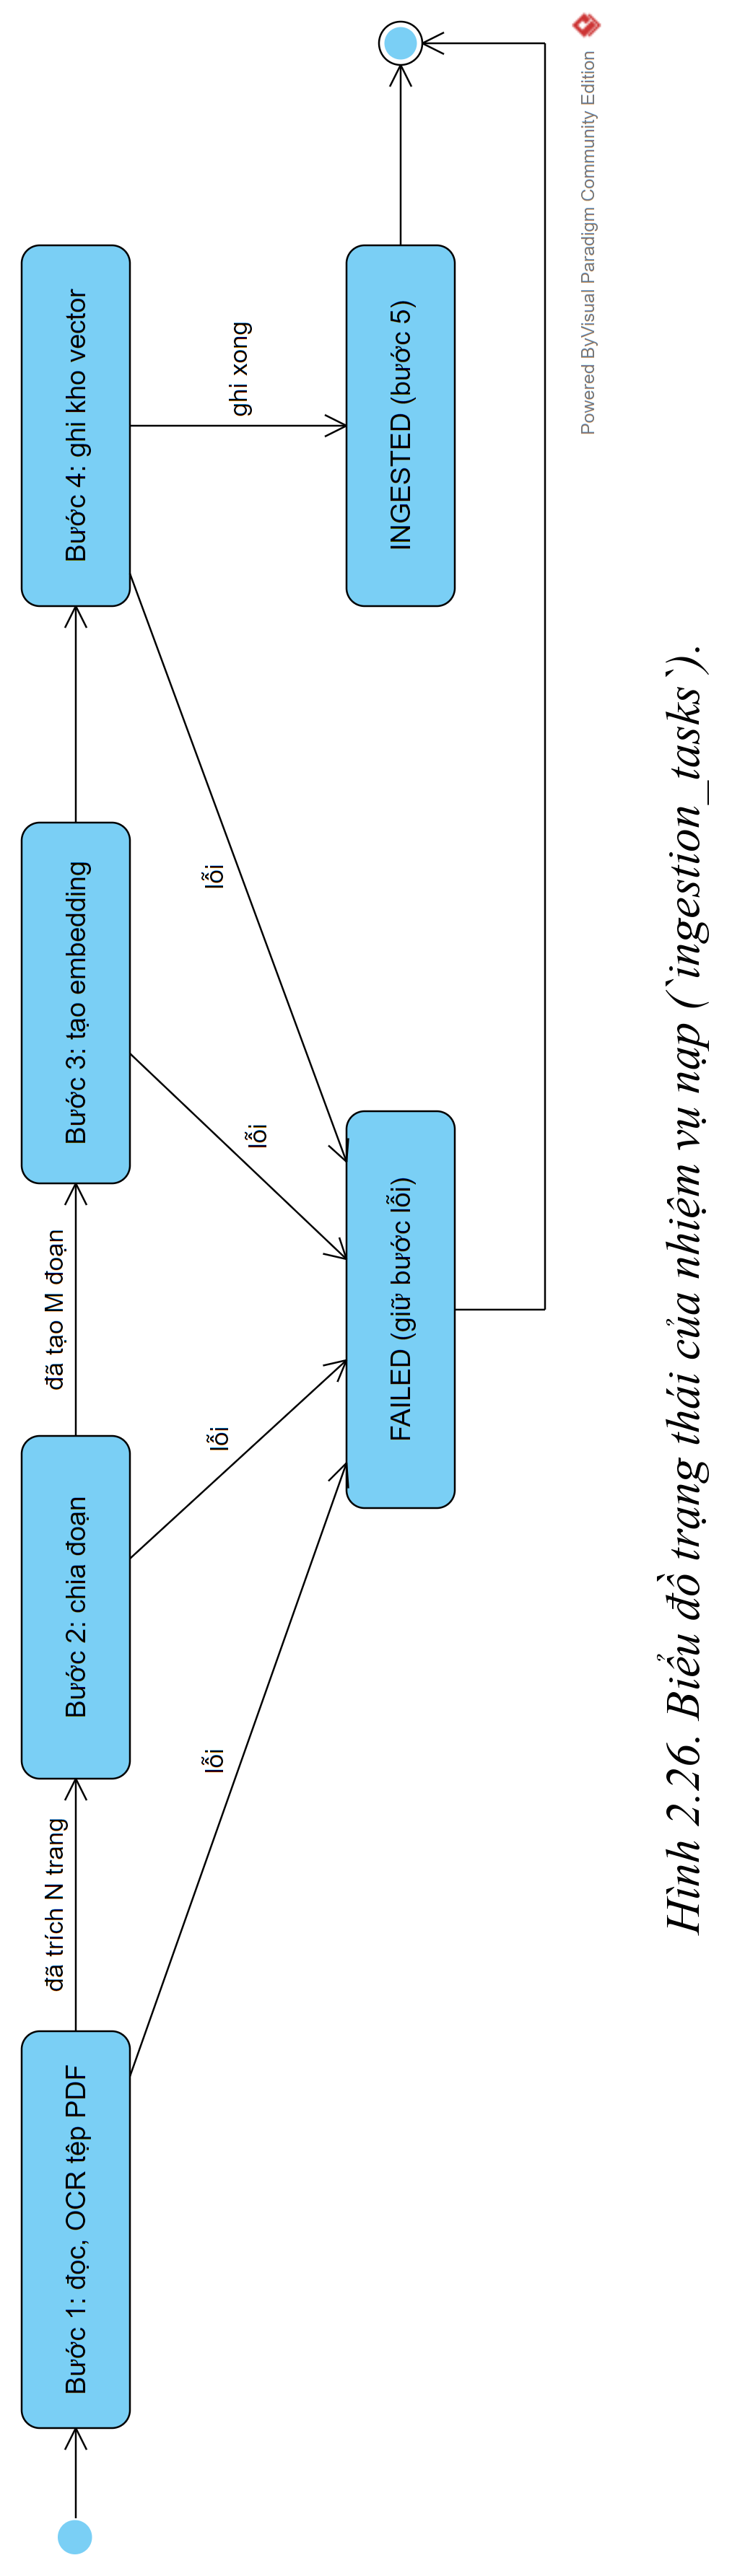 Bước 1: đọc, OCR tệp PDF
đã trích N trang
Bước 2: chia đoạn
đã tạo M đoạn
Bước 3: tạo embedding
Bước 4: ghi kho vector
lỗi
lỗi
lỗi
lỗi
ghi xong
FAILED (giữ bước lỗi)
INGESTED (bước 5)
Powered ByVisual Paradigm Community Edition
Hình 2.26. Biểu đồ trạng thái của nhiệm vụ nạp (`ingestion_tasks`).